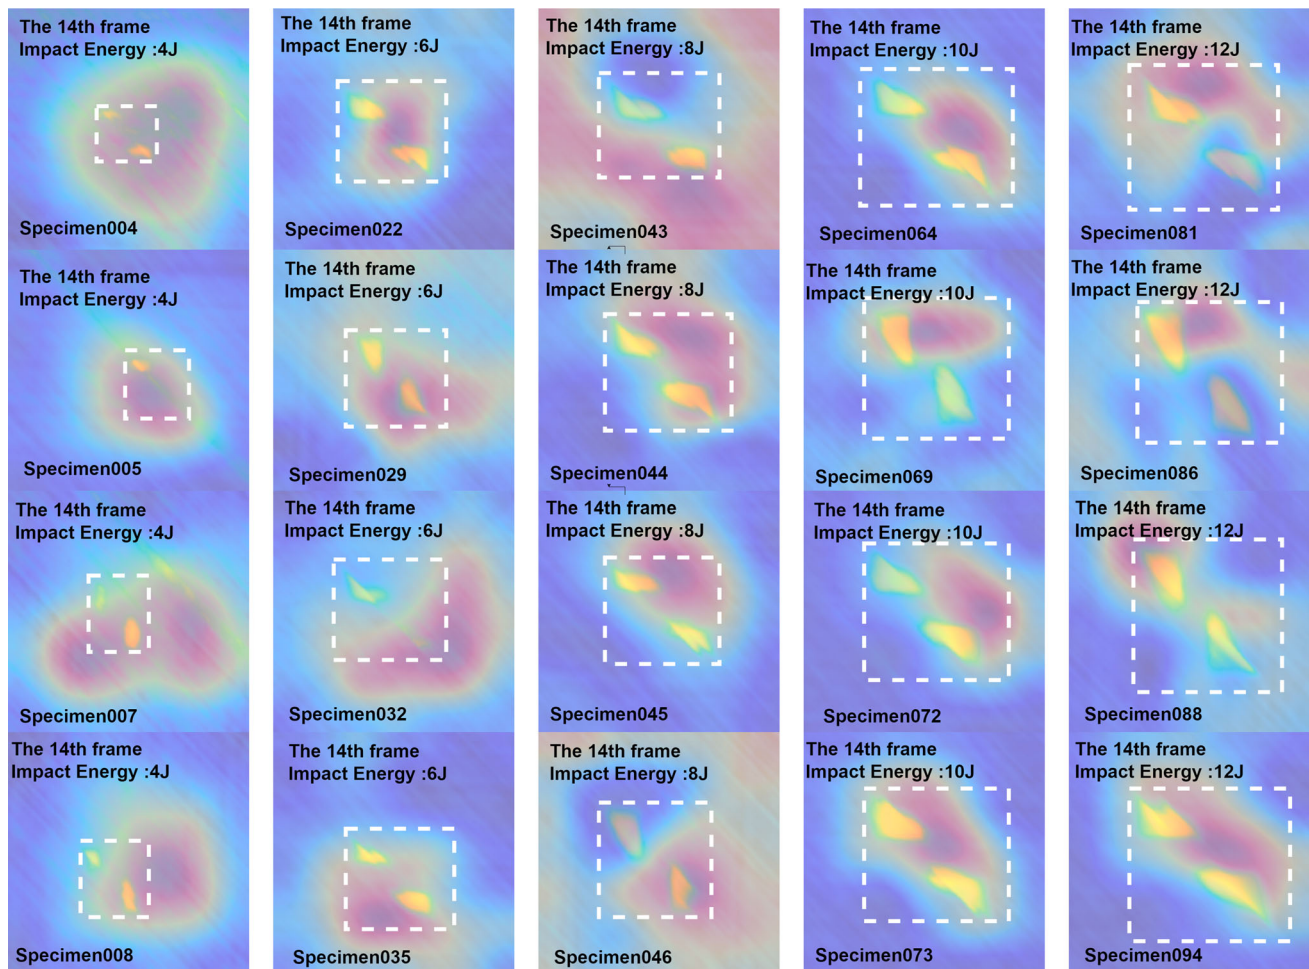 The 14th frame
Impact Energy :4J
Specimen004
The 14th frame
Impact Energy :6J
Specimen022
The 14th frame
Impact Energy :8J
Specimen043
The 14th frame
Impact Energy :10J
Specimen064
The 14th frame
Impact Energy :12J
Specimen081
The 14th frame
Impact Energy :4J
Specimen005
The 14th frame
Impact Energy :6J
Specimen029
The 14th frame
Impact Energy :8J
Specimen044
The 14th frame
Impact Energy :10J
Specimen069
The 14th frame
Impact Energy :12J
Specimen086
The 14th frame
Impact Energy :4J
Specimen007
The 14th frame
Impact Energy :6J
Specimen032
The 14th frame
Impact Energy :8J
Specimen045
The 14th frame
Impact Energy :10J
Specimen072
The 14th frame
Impact Energy :12J
Specimen088
The 14th frame
Impact Energy :4J
Specimen008
The 14th frame
Impact Energy :6J
Specimen035
The 14th frame
Impact Energy :8J
Specimen046
The 14th frame
Impact Energy :10J
Specimen073
The 14th frame
Impact Energy :12J
Specimen094